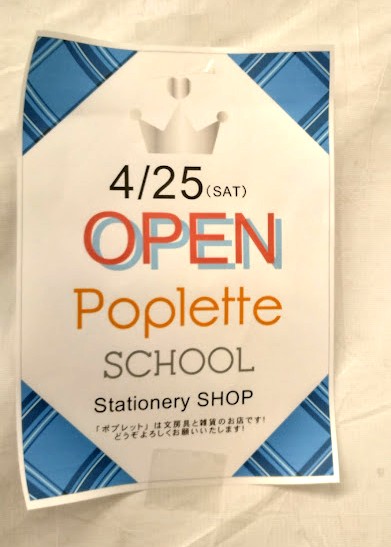 4/25(SAT)
OPEN
Poplette
SCHOOL
Stationery SHOP
「ポプレット」は文房具と雑貨のお店です!
どうぞよろしくお願いいたします!